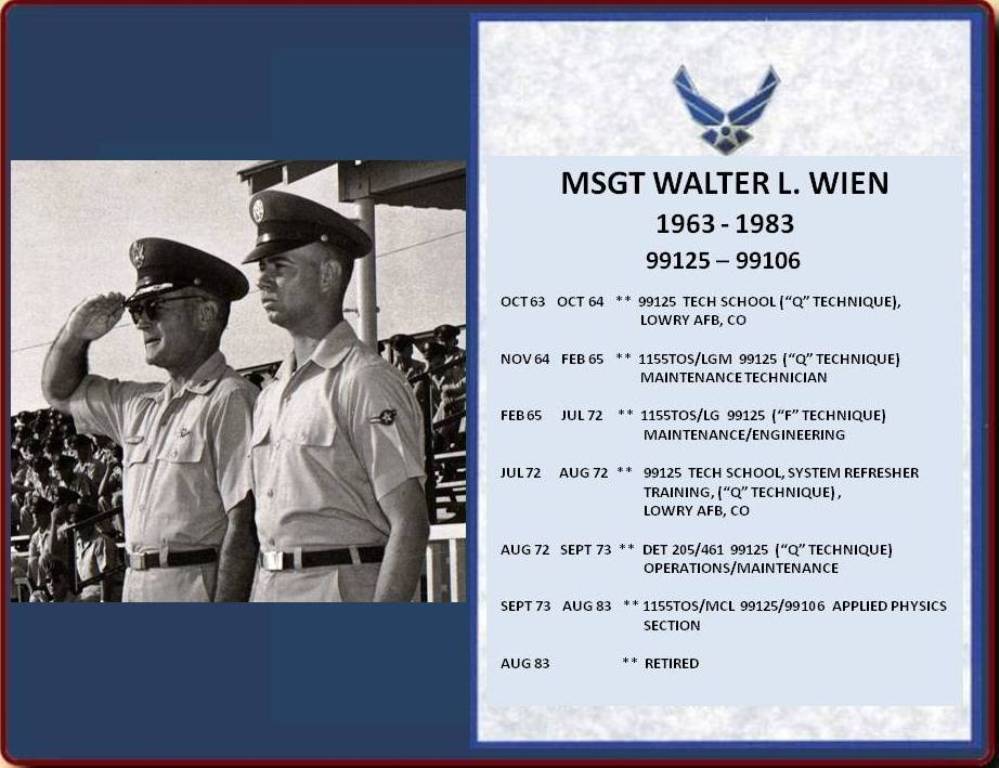 MSGT WALTER L. WIEN
1963 - 1983
99125 – 99106
OCT 63 OCT 64 ** 99125 TECH SCHOOL (“Q” TECHNIQUE),
LOWRY AFB, CO
NOV 64 FEB 65 ** 1155TOS/LGM 99125 (“Q” TECHNIQUE)
MAINTENANCE TECHNICIAN
FEB 65 JUL 72 ** 1155TOS/LG 99125 (“F” TECHNIQUE)
MAINTENANCE/ENGINEERING
JUL 72 AUG 72 ** 99125 TECH SCHOOL, SYSTEM REFRESHER
TRAINING, (“Q” TECHNIQUE),
LOWRY AFB, CO
AUG 72 SEPT 73 ** DET 205/461 99125 (“Q” TECHNIQUE)
OPERATIONS/MAINTENANCE
SEPT 73 AUG 83 ** 1155TOS/MCL 99125/99106 APPLIED PHYSICS
SECTION
AUG 83 ** RETIRED